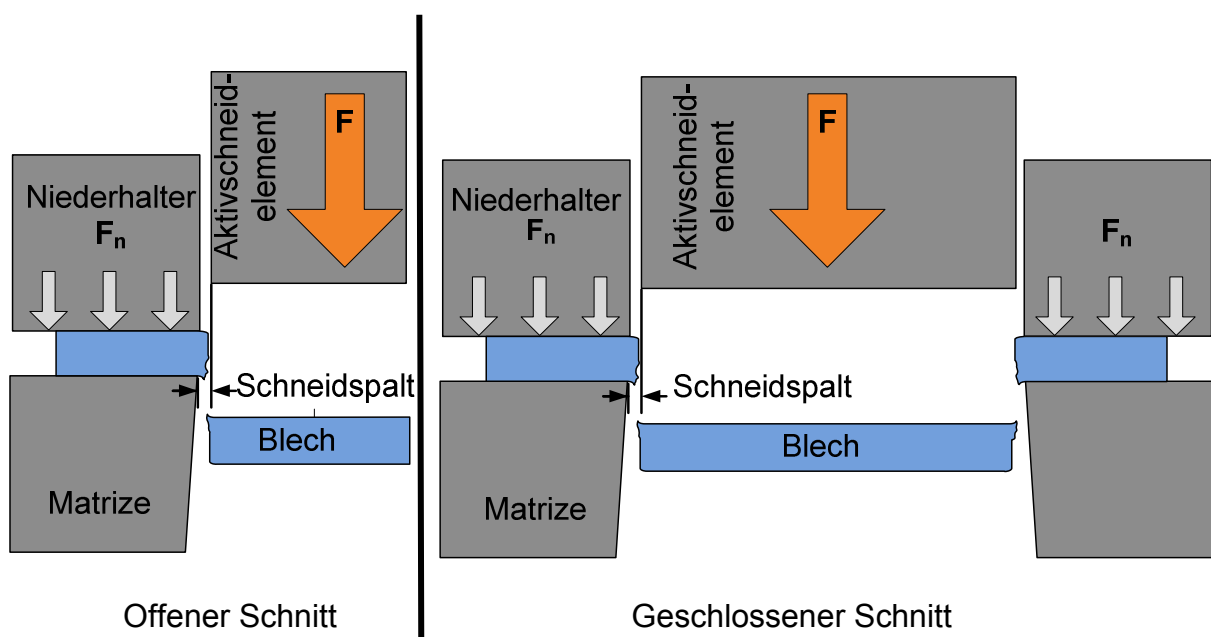 Aktivschneid-
element
F
Niederhalter
Fn
Schneidspalt
Blech
Matrize
Offener Schnitt
Aktivschneid-
element
F
Niederhalter
Fn
Fn
Schneidspalt
Blech
Matrize
Geschlossener Schnitt